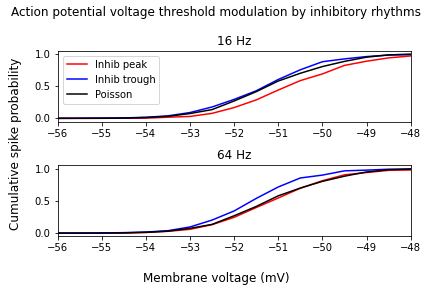 Action potential voltage threshold modulation by inhibitory rhythms
16 Hz
1.0
0.5
0.0
Inhib peak
Inhib trough
Poisson
−56 −55 −54 −53 −52 −51 −50 −49 −48
Cumulative spike probability
64 Hz
1.0
0.5
0.0
−56 −55 −54 −53 −52 −51 −50 −49 −48
Membrane voltage (mV)